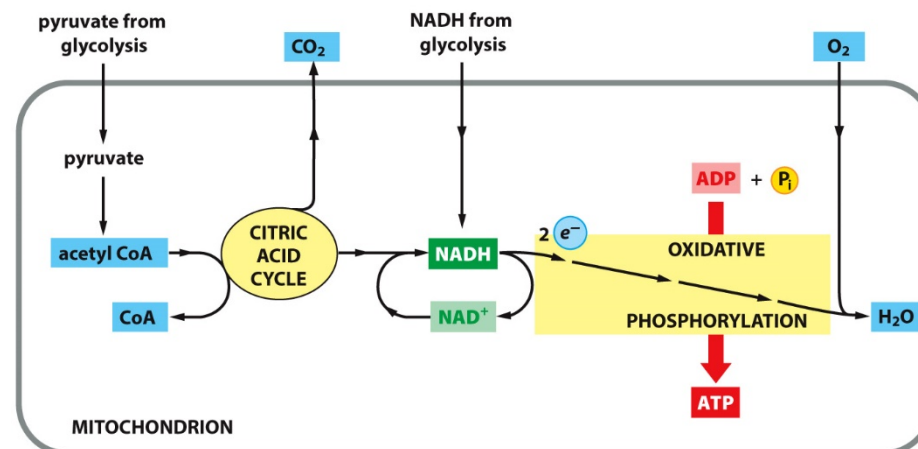 pyruvate from
glycolysis
CO₂
NADH from
glycolysis
O₂
pyruvate
ADP + Pᵢ
acetyl CoA
CITRIC
ACID
CYCLE
NADH
2 e⁻
OXIDATIVE
CoA
NAD⁺
PHOSPHORYLATION
H₂O
ATP
MITOCHONDRION